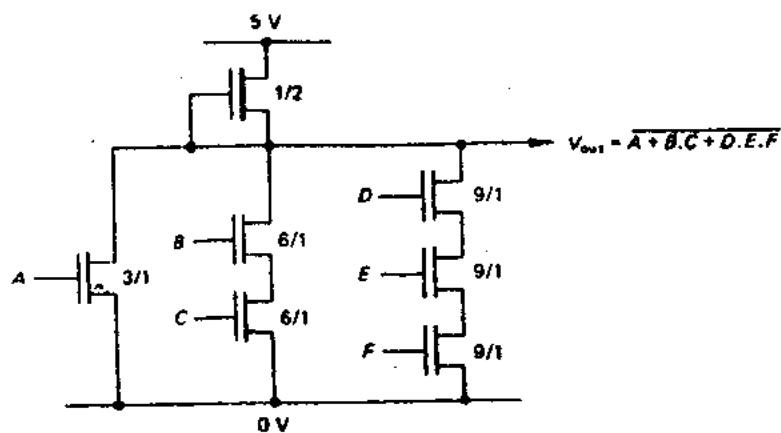 5 V
1/2
V_out = \overline{A + B.C + D.E.F}
D
9/1
B
6/1
A
3/1
E
9/1
C
6/1
F
9/1
0 V